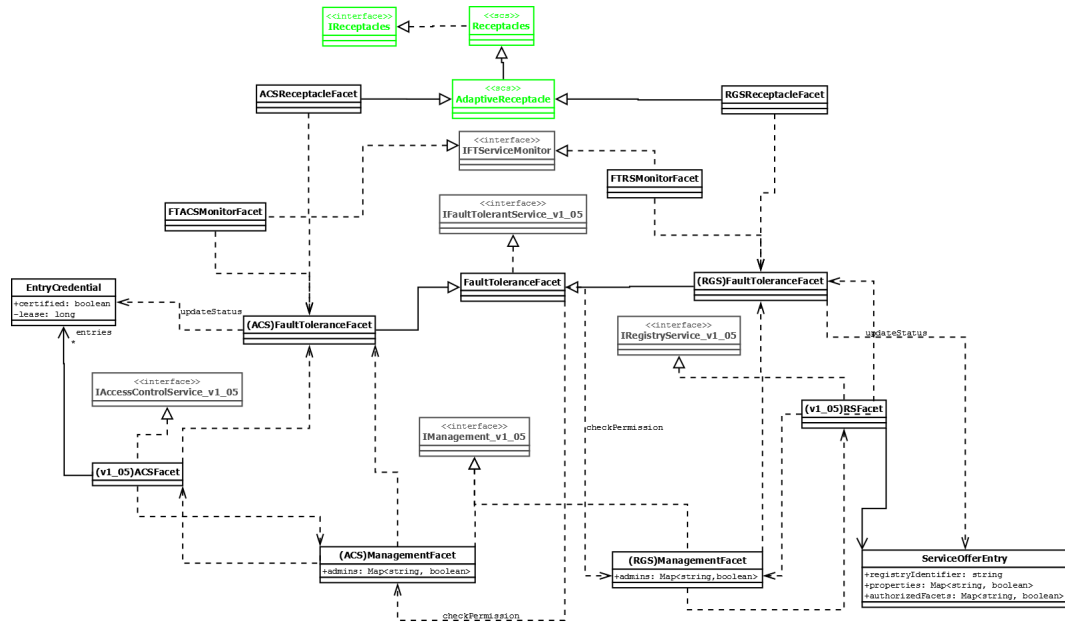 <<interface>>
IReceptacles
<<scs>>
Receptacles
ACSReceptacleFacet
<<scs>>
AdaptiveReceptacle
RGSReceptacleFacet
<<interface>>
IFTServiceMonitor
FTRSMonitorFacet
FTACSMonitorFacet
<<interface>>
IFaultTolerantService_v1_05
EntryCredential
+certified: boolean
-lease: long
FaultToleranceFacet
(RGS)FaultToleranceFacet
updateStatus
(ACS)FaultToleranceFacet
entries
*
<<interface>>
IRegistryService_v1_05
updateStatus
<<interface>>
IAccessControlService_v1_05
(v1_05)RSFacet
<<interface>>
IManagement_v1_05
checkPermission
(v1_05)ACSFacet
(ACS)ManagementFacet
+admins: Map<string, boolean>
(RGS)ManagementFacet
+admins: Map<string,boolean>
ServiceOfferEntry
+registryIdentifier: string
+properties: Map<string, boolean>
+authorizedFacets: Map<string, boolean>
checkPermission